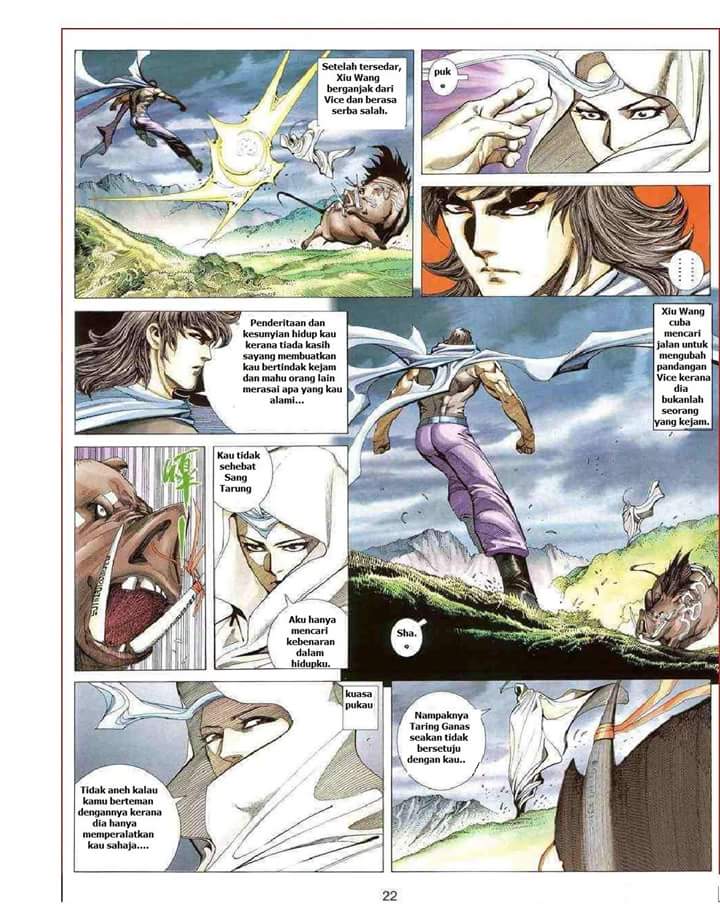 Setelah tersedar,
Xiu Wang
berganjak dari
Vice dan berasa
serba salah.
puk
Penderitaan dan
kesunyian hidup kau
kerana tiada kasih
sayang membuatkan
kau bertindak kejam
dan mahu orang lain
merasai apa yang kau
alami...
Xiu Wang
cuba
mencari
jalan untuk
mengubah
pandangan
Vice kerana
dia
bukanlah
seorang
yang kejam.
Kau tidak
sehebat
Sang
Tarung
Aku hanya
mencari
kebenaran
dalam
hidupku.
Sha.
kuasa
pukau
Tidak aneh kalau
kamu berteman
dengannya kerana
dia hanya
memperalatkan
kau sahaja....
Nampaknya
Taring Ganas
seakan tidak
bersetuju
dengan kau..
22